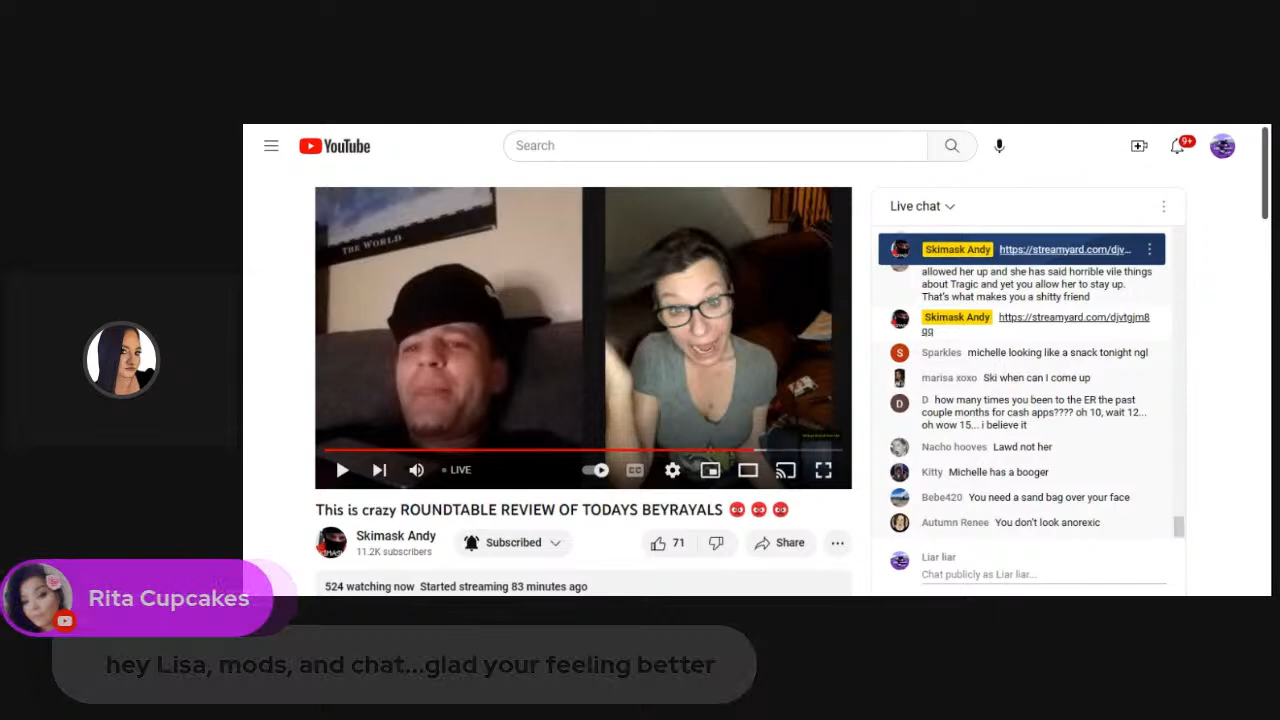 YouTube
Search
9+
THE WORLD
LIVE
CC
This is crazy ROUNDTABLE REVIEW OF TODAYS BEYRAYALS
Skimask Andy
11.2K subscribers
Subscribed
71
Share
524 watching now Started streaming 83 minutes ago
Live chat
Skimask Andy https://streamyard.com/djv...
allowed her up and she has said horrible vile things
about Tragic and yet you allow her to stay up.
That's what makes you a shitty friend
Skimask Andy https://streamyard.com/djvtgjm8
gq
S Sparkles michelle looking like a snack tonight ngl
marisa xoxo Ski when can I come up
D D how many times you been to the ER the past
couple months for cash apps???? oh 10, wait 12...
oh wow 15... i believe it
Nacho hooves Lawd not her
Kitty Michelle has a booger
Bebe420 You need a sand bag over your face
Autumn Renee You don't look anorexic
Liar liar
Chat publicly as Liar liar...
Rita Cupcakes
hey Lisa, mods, and chat...glad your feeling better